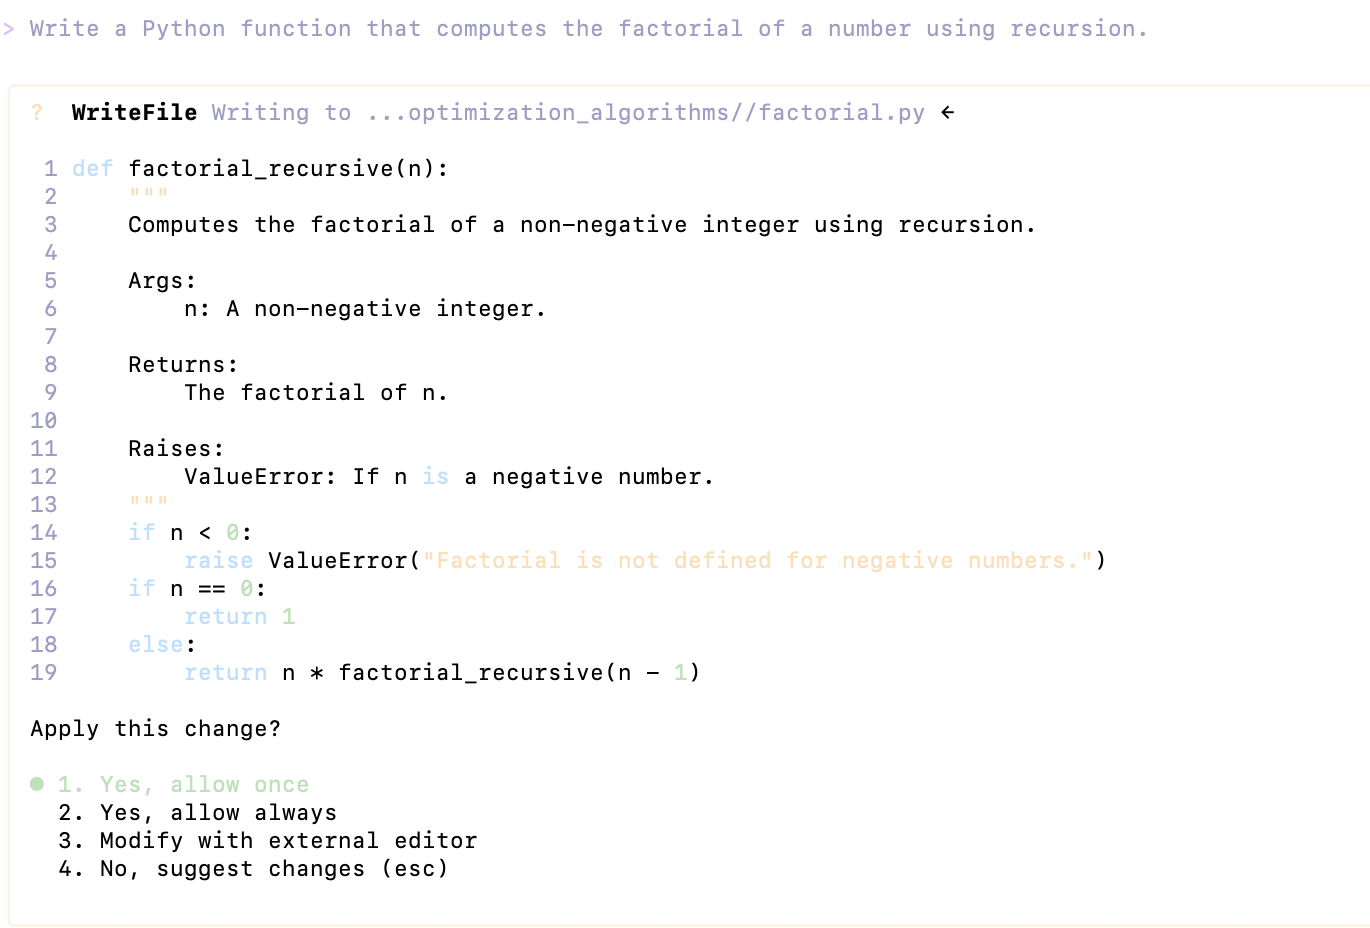 > Write a Python function that computes the factorial of a number using recursion.
? WriteFile Writing to ...optimization_algorithms//factorial.py ←
1 def factorial_recursive(n):
2     """
3     Computes the factorial of a non-negative integer using recursion.
4
5     Args:
6         n: A non-negative integer.
7
8     Returns:
9         The factorial of n.
10
11     Raises:
12         ValueError: If n is a negative number.
13     """
14     if n < 0:
15         raise ValueError("Factorial is not defined for negative numbers.")
16     if n == 0:
17         return 1
18     else:
19         return n * factorial_recursive(n - 1)
Apply this change?
● 1. Yes, allow once
2. Yes, allow always
3. Modify with external editor
4. No, suggest changes (esc)